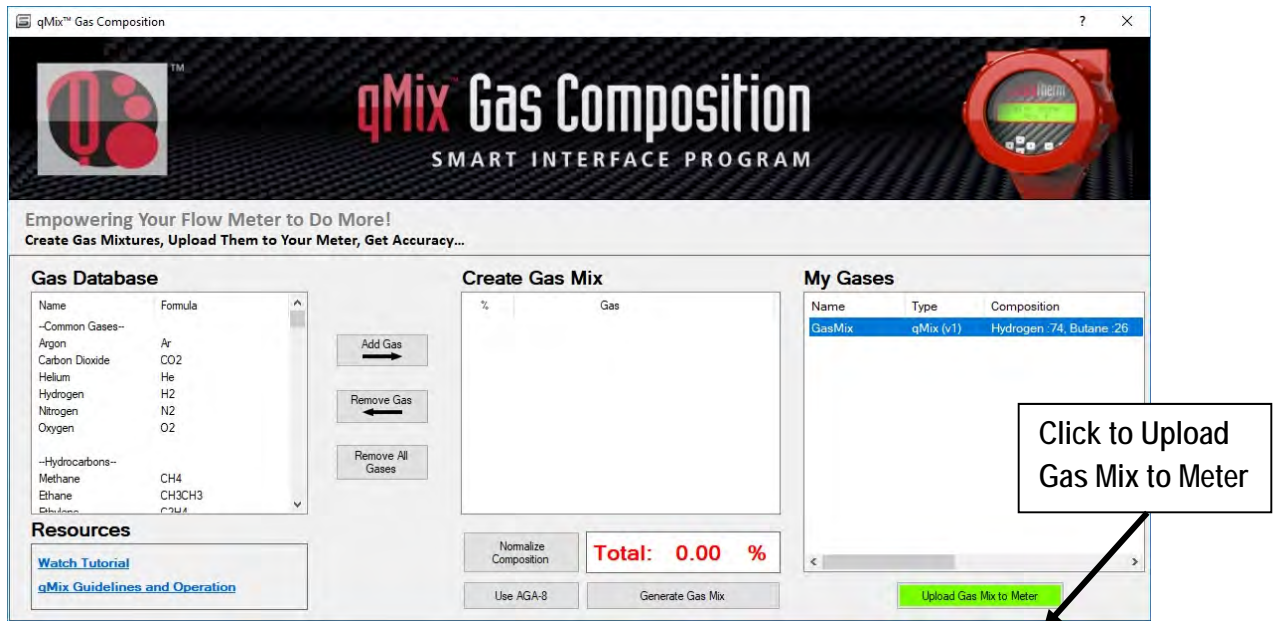 qMix™ Gas Composition
? ×
TM
qMix™ Gas Composition
SMART INTERFACE PROGRAM
Empowering Your Flow Meter to Do More!
Create Gas Mixtures, Upload Them to Your Meter, Get Accuracy...
Gas Database
Name Formula
--Common Gases--
Argon Ar
Carbon Dioxide CO2
Helium He
Hydrogen H2
Nitrogen N2
Oxygen O2
--Hydrocarbons--
Methane CH4
Ethane CH3CH3
Ethylene C2H4
Add Gas
Remove Gas
Remove All
Gases
Create Gas Mix
% Gas
My Gases
Name Type Composition
GasMix qMix (v1) Hydrogen :74, Butane :26
Click to Upload
Gas Mix to Meter
Resources
Watch Tutorial
qMix Guidelines and Operation
Normalize
Composition
Total: 0.00 %
Use AGA-8
Generate Gas Mix
Upload Gas Mix to Meter